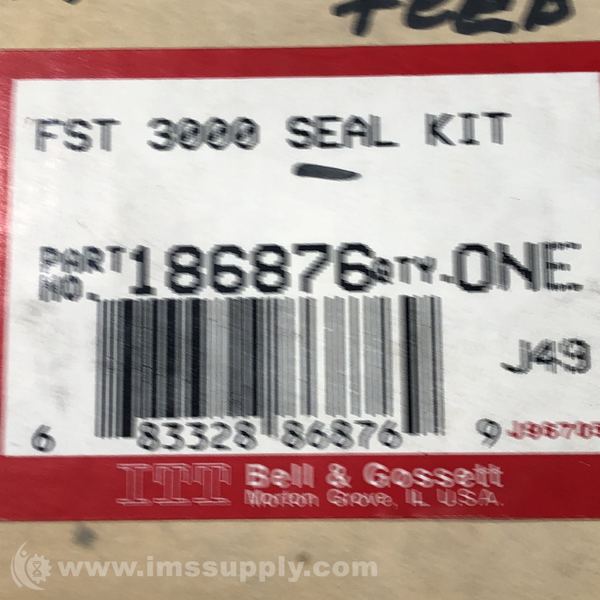 FEED
FST 3000 SEAL KIT
PART NO. 186876 QTY. ONE
J49
6 83328 86876 9
ITT Bell & Gossett
Morton Grove, IL U.S.A.
www.imssupply.com